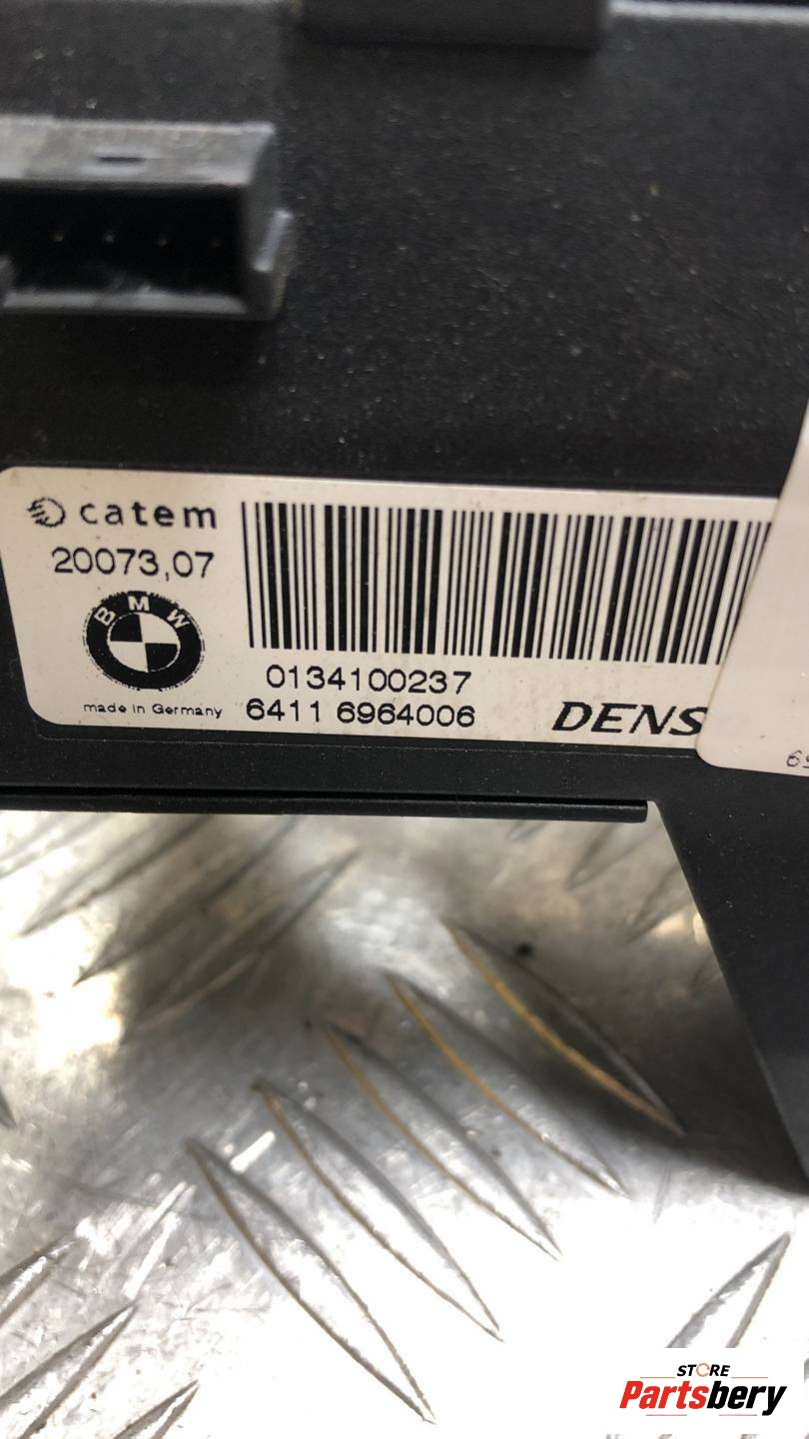 catem
20073,07
BMW
0134100237
made in Germany
6411 6964006
DENS
STORE
Partsbery